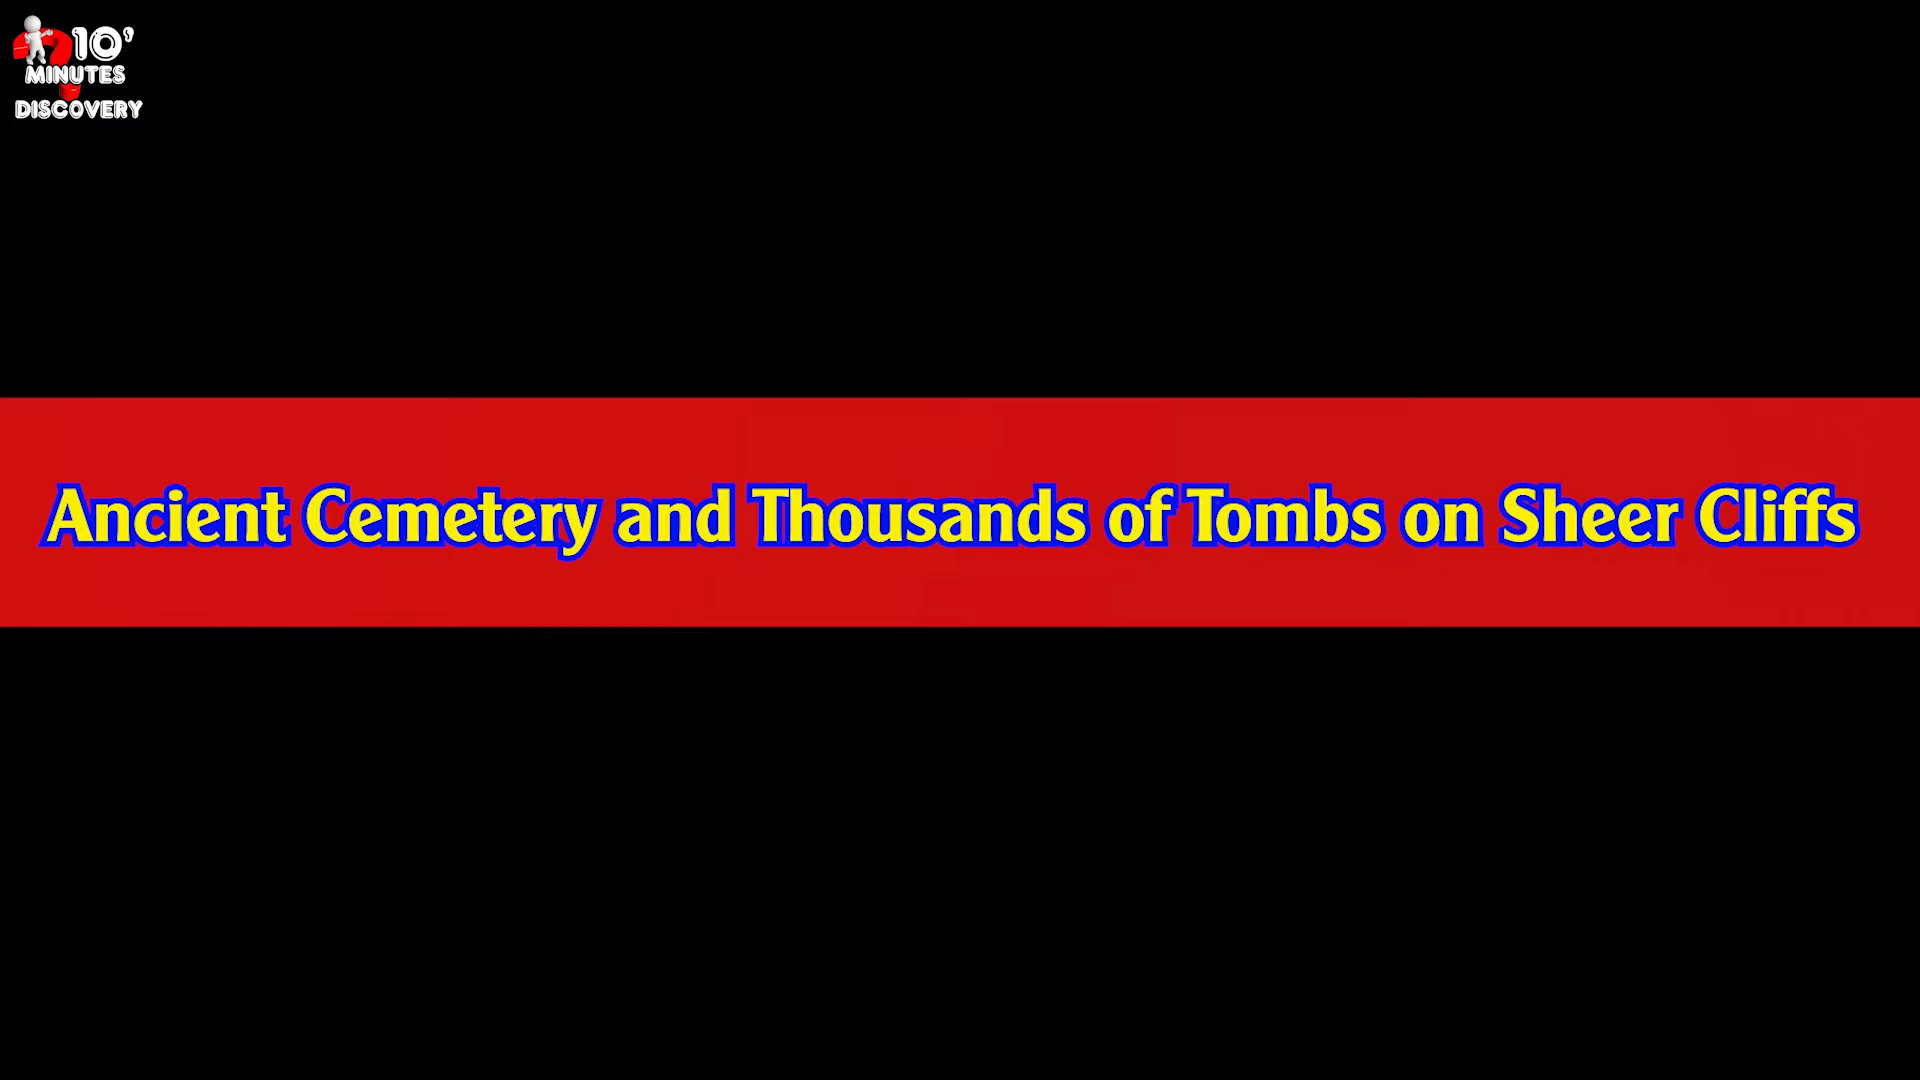 10'
MINUTES
DISCOVERY
Ancient Cemetery and Thousands of Tombs on Sheer Cliffs